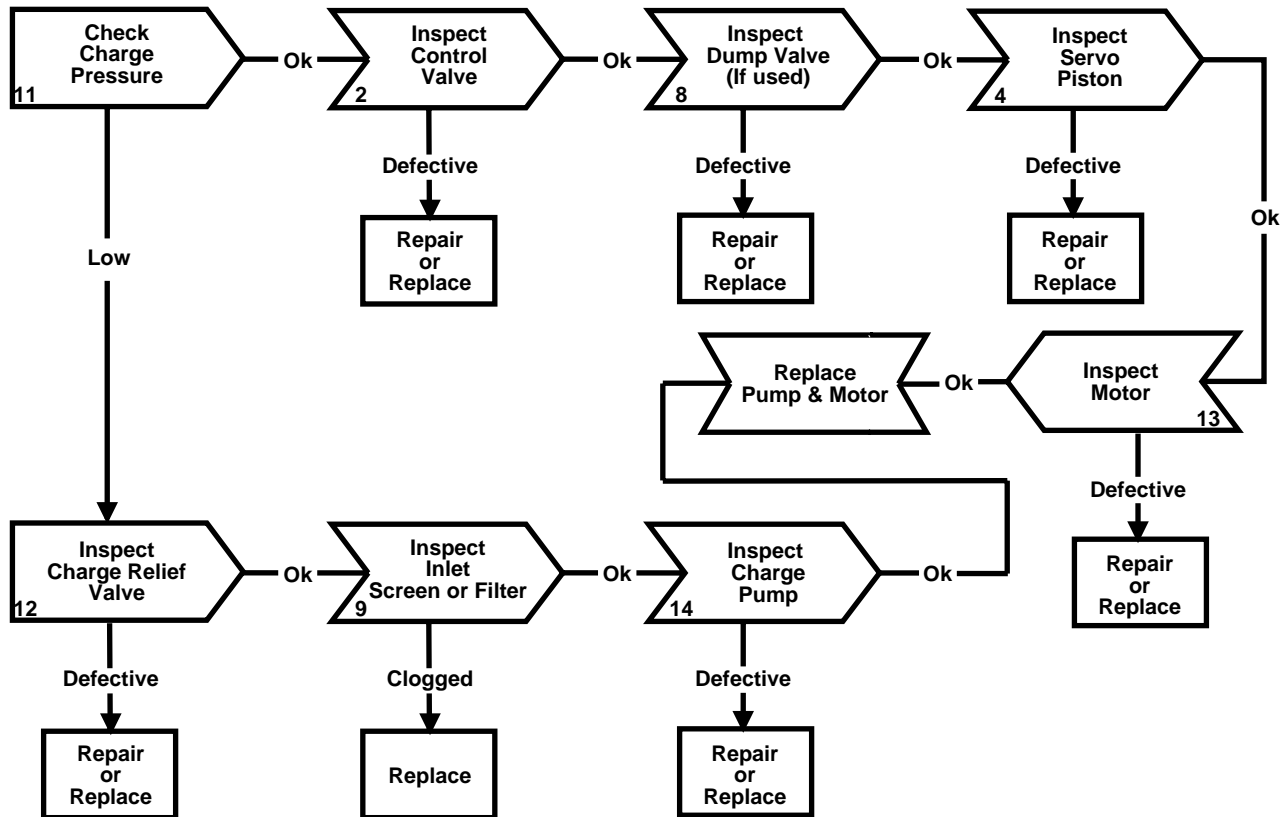 Check
Charge
Pressure
11
Ok
Inspect
Control
Valve
2
Ok
Inspect
Dump Valve
(If used)
8
Ok
Inspect
Servo
Piston
4
Defective
Repair
or
Replace
Defective
Repair
or
Replace
Defective
Repair
or
Replace
Ok
Low
Inspect
Motor
13
Ok
Replace
Pump & Motor
Defective
Repair
or
Replace
Inspect
Charge Relief
Valve
12
Ok
Inspect
Inlet
Screen or Filter
9
Ok
Inspect
Charge
Pump
14
Ok
Defective
Repair
or
Replace
Clogged
Replace
Defective
Repair
or
Replace